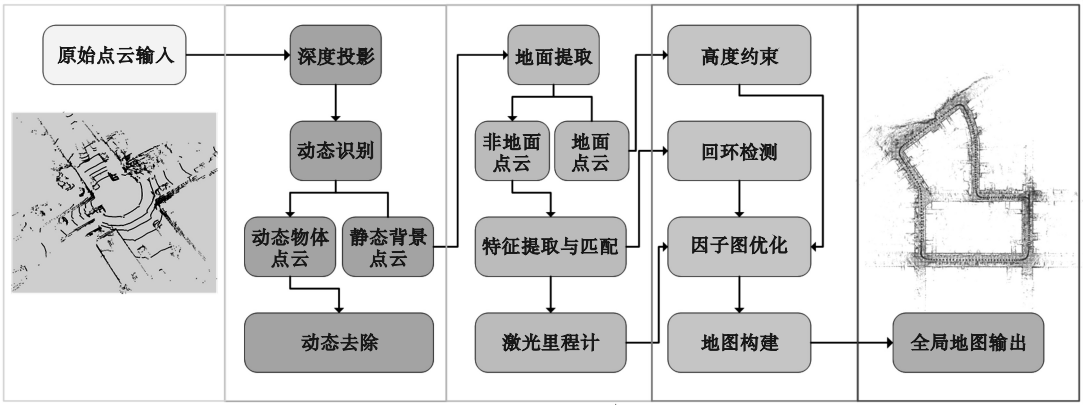 原始点云输入
深度投影
动态识别
动态物体
点云
静态背景
点云
动态去除
地面提取
非地面
点云
地面
点云
特征提取与匹配
激光里程计
高度约束
回环检测
因子图优化
地图构建
全局地图输出